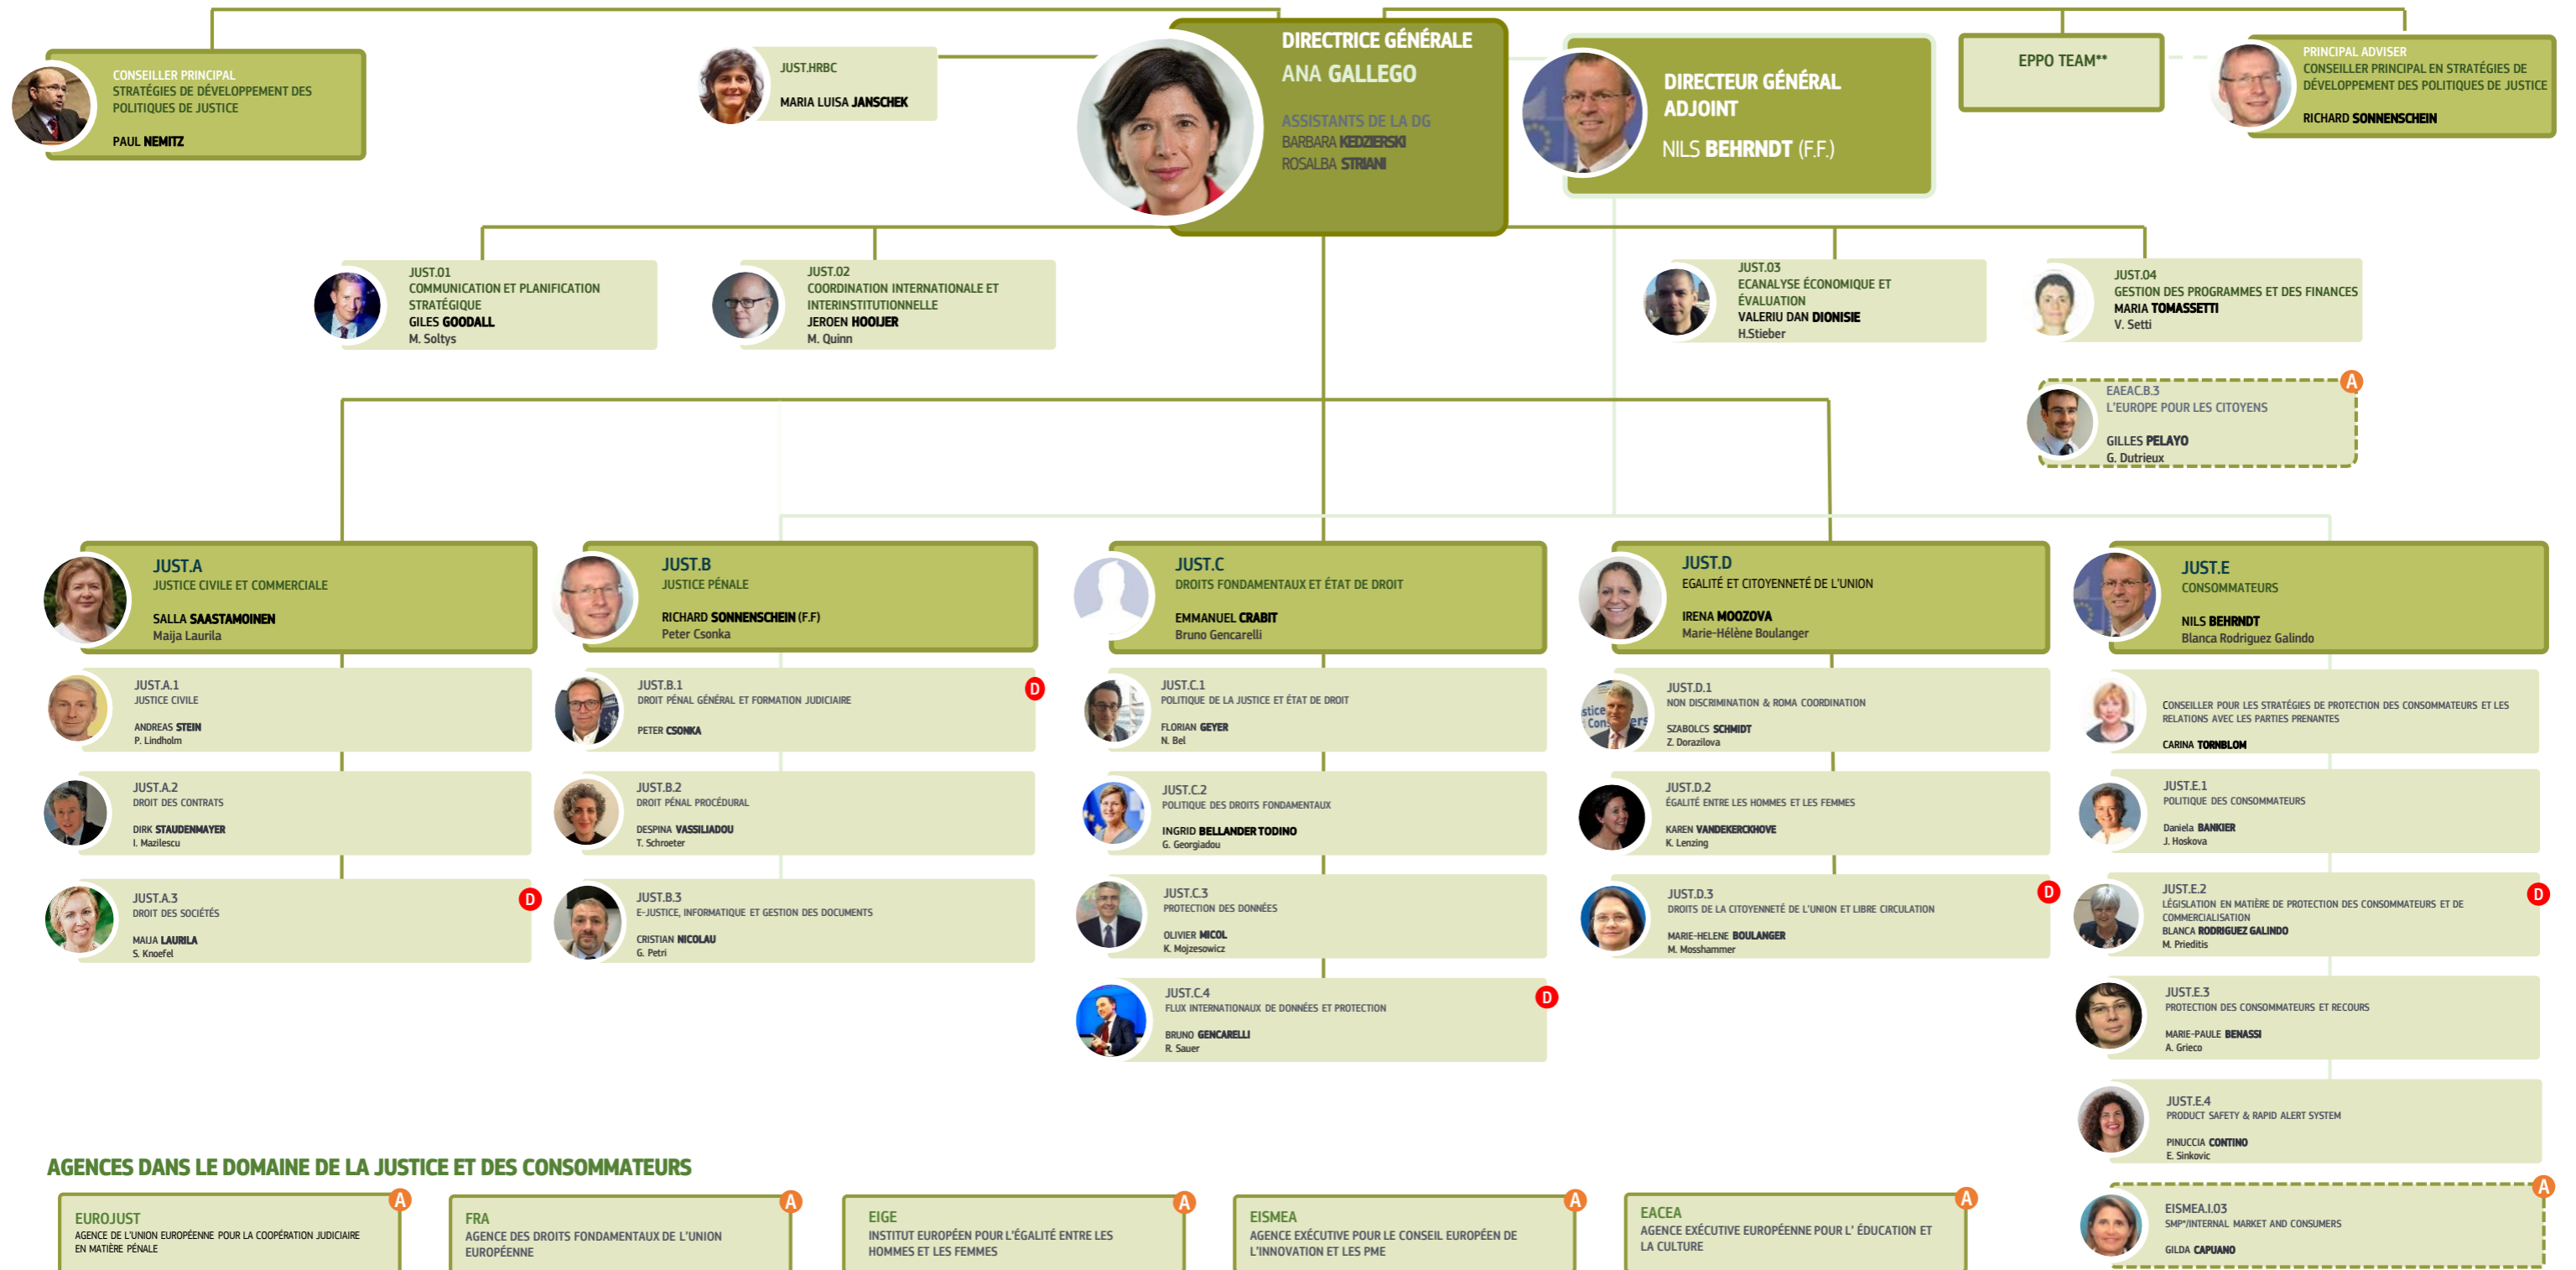 CONSEILLER PRINCIPAL
STRATÉGIES DE DÉVELOPPEMENT DES
POLITIQUES DE JUSTICE
PAUL NEMITZ
JUST.HRBC
MARIA LUISA JANSCHEK
DIRECTRICE GÉNÉRALE
ANA GALLEGO
ASSISTANTS DE LA DG
BARBARA KEDZIERSKI
ROSALBA STRIANI
DIRECTEUR GÉNÉRAL
ADJOINT
NILS BEHRNDT (F.F.)
EPPO TEAM**
PRINCIPAL ADVISER
CONSEILLER PRINCIPAL EN STRATÉGIES DE
DÉVELOPPEMENT DES POLITIQUES DE JUSTICE
RICHARD SONNENSCHEIN
JUST.01
COMMUNICATION ET PLANIFICATION
STRATÉGIQUE
GILES GOODALL
M. Soltys
JUST.02
COORDINATION INTERNATIONALE ET
INTERINSTITUTIONNELLE
JEROEN HOOIJER
M. Quinn
JUST.03
ECANALYSE ÉCONOMIQUE ET
ÉVALUATION
VALERIU DAN DIONISIE
H.Stieber
JUST.04
GESTION DES PROGRAMMES ET DES FINANCES
MARIA TOMASSETTI
V. Setti
A
EAEAC.B.3
L'EUROPE POUR LES CITOYENS
GILLES PELAYO
G. Dutrieux
JUST.A
JUSTICE CIVILE ET COMMERCIALE
SALLA SAASTAMOINEN
Maija Laurila
JUST.A.1
JUSTICE CIVILE
ANDREAS STEIN
P. Lindholm
JUST.A.2
DROIT DES CONTRATS
DIRK STAUDENMAYER
I. Mazilescu
JUST.A.3
DROIT DES SOCIÉTÉS
MAIJA LAURILA
S. Knoefel
D
JUST.B
JUSTICE PÉNALE
RICHARD SONNENSCHEIN (F.F)
Peter Csonka
JUST.B.1
DROIT PÉNAL GÉNÉRAL ET FORMATION JUDICIAIRE
PETER CSONKA
D
JUST.B.2
DROIT PÉNAL PROCÉDURAL
DESPINA VASSILIADOU
T. Schroeter
JUST.B.3
E-JUSTICE, INFORMATIQUE ET GESTION DES DOCUMENTS
CRISTIAN NICOLAU
G. Petri
JUST.C
DROITS FONDAMENTAUX ET ÉTAT DE DROIT
EMMANUEL CRABIT
Bruno Gencarelli
JUST.C.1
POLITIQUE DE LA JUSTICE ET ÉTAT DE DROIT
FLORIAN GEYER
N. Bel
JUST.C.2
POLITIQUE DES DROITS FONDAMENTAUX
INGRID BELLANDER TODINO
G. Georgiadou
JUST.C.3
PROTECTION DES DONNÉES
OLIVIER MICOL
K. Mojzesowicz
JUST.C.4
FLUX INTERNATIONAUX DE DONNÉES ET PROTECTION
BRUNO GENCARELLI
R. Sauer
D
JUST.D
EGALITÉ ET CITOYENNETÉ DE L'UNION
IRENA MOOZOVA
Marie-Hélène Boulanger
JUST.D.1
NON DISCRIMINATION & ROMA COORDINATION
SZABOLCS SCHMIDT
Z. Dorazilova
JUST.D.2
ÉGALITÉ ENTRE LES HOMMES ET LES FEMMES
KAREN VANDEKERCKHOVE
K. Lenzing
JUST.D.3
DROITS DE LA CITOYENNETÉ DE L'UNION ET LIBRE CIRCULATION
MARIE-HELENE BOULANGER
M. Mosshammer
D
JUST.E
CONSOMMATEURS
NILS BEHRNDT
Blanca Rodriguez Galindo
CONSEILLER POUR LES STRATÉGIES DE PROTECTION DES CONSOMMATEURS ET LES
RELATIONS AVEC LES PARTIES PRENANTES
CARINA TORNBLOM
JUST.E.1
POLITIQUE DES CONSOMMATEURS
Daniela BANKIER
J. Hoskova
JUST.E.2
LÉGISLATION EN MATIÈRE DE PROTECTION DES CONSOMMATEURS ET DE
COMMERCIALISATION
BLANCA RODRIGUEZ GALINDO
M. Prieditis
D
JUST.E.3
PROTECTION DES CONSOMMATEURS ET RECOURS
MARIE-PAULE BENASSI
A. Grieco
JUST.E.4
PRODUCT SAFETY & RAPID ALERT SYSTEM
PINUCCIA CONTINO
E. Sinkovic
A
EISMEA.I.03
SMP*/INTERNAL MARKET AND CONSUMERS
GILDA CAPUANO
AGENCES DANS LE DOMAINE DE LA JUSTICE ET DES CONSOMMATEURS
A
EUROJUST
AGENCE DE L'UNION EUROPÉENNE POUR LA COOPÉRATION JUDICIAIRE
EN MATIÈRE PÉNALE
A
FRA
AGENCE DES DROITS FONDAMENTAUX DE L'UNION
EUROPÉENNE
A
EIGE
INSTITUT EUROPÉEN POUR L'ÉGALITÉ ENTRE LES
HOMMES ET LES FEMMES
A
EISMEA
AGENCE EXÉCUTIVE POUR LE CONSEIL EUROPÉEN DE
L'INNOVATION ET LES PME
A
EACEA
AGENCE EXÉCUTIVE EUROPÉENNE POUR L' ÉDUCATION ET
LA CULTURE